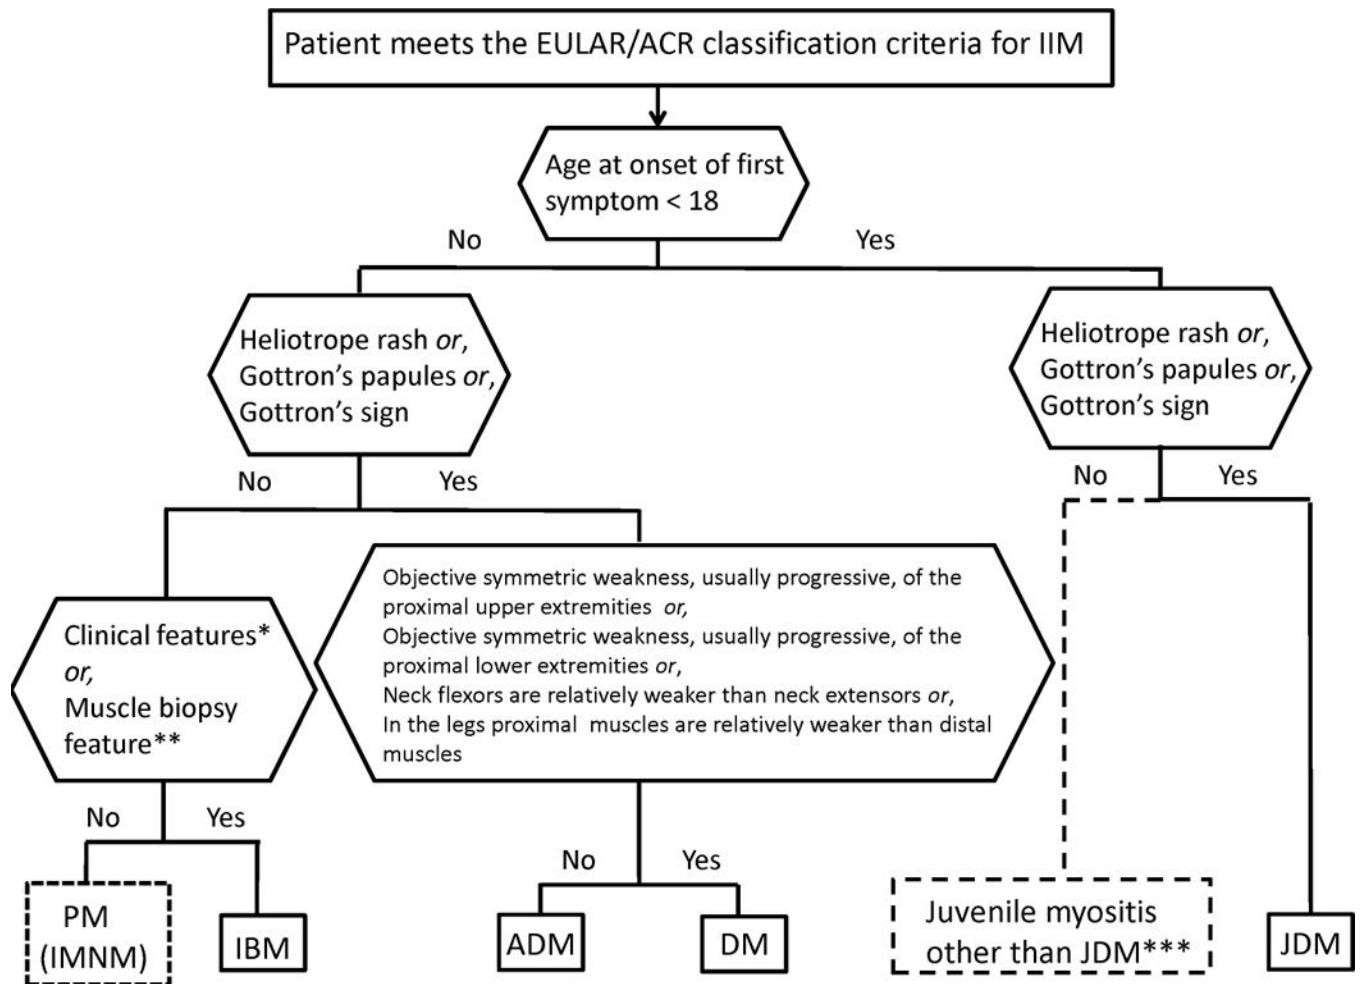 Patient meets the EULAR/ACR classification criteria for IIM
Age at onset of first
symptom < 18
No
Yes
Heliotrope rash or,
Gottron's papules or,
Gottron's sign
Heliotrope rash or,
Gottron's papules or,
Gottron's sign
No
Yes
No
Yes
Clinical features*
or,
Muscle biopsy
feature**
Objective symmetric weakness, usually progressive, of the
proximal upper extremities or,
Objective symmetric weakness, usually progressive, of the
proximal lower extremities or,
Neck flexors are relatively weaker than neck extensors or,
In the legs proximal muscles are relatively weaker than distal
muscles
No
Yes
No
Yes
PM
(IMNM)
IBM
ADM
DM
Juvenile myositis
other than JDM***
JDM